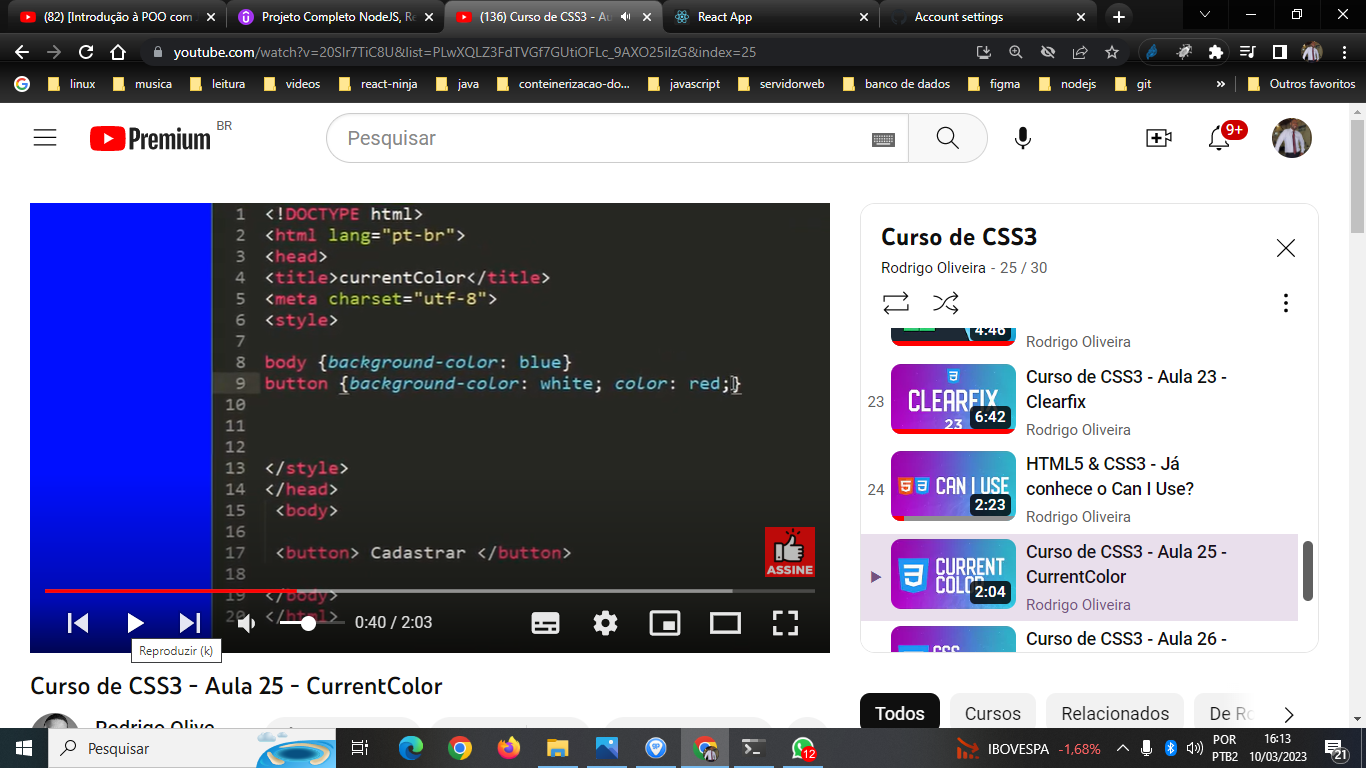 (82) [Introdução à POO com J
Projeto Completo NodeJS, Re
(136) Curso de CSS3 - Au
React App
Account settings
youtube.com/watch?v=20SIr7TiC8U&list=PLwXQLZ3FdTVGf7GUtiOFLc_9AXO25iIzG&index=25
linux
musica
leitura
videos
react-ninja
java
conteinerizacao-do...
javascript
servidorweb
banco de dados
figma
nodejs
git
»
Outros favoritos
Premium BR
Pesquisar
9+
1 <!DOCTYPE html>
2 <html lang="pt-br">
3 <head>
4 <title>currentColor</title>
5 <meta charset="utf-8">
6 <style>
7
8 body {background-color: blue}
9 button {background-color: white; color: red;}
10
11
12
13 </style>
14 </head>
15 <body>
16
17 <button> Cadastrar </button>
18
19 </body>
20 </html>
ASSINE
0:40 / 2:03
Reproduzir (k)
Curso de CSS3 - Aula 25 - CurrentColor
Rodrigo Olive
Curso de CSS3
Rodrigo Oliveira - 25 / 30
4:46
Rodrigo Oliveira
23
CLEARFIX
23
6:42
Curso de CSS3 - Aula 23 -
Clearfix
Rodrigo Oliveira
24
CAN I USE
2:23
HTML5 & CSS3 - Já
conhece o Can I Use?
Rodrigo Oliveira
CURRENT
COLOR
2:04
Curso de CSS3 - Aula 25 -
CurrentColor
Rodrigo Oliveira
Curso de CSS3 - Aula 26 -
Todos
Cursos
Relacionados
De Ro
Pesquisar
12
IBOVESPA -1,68%
POR
PTB2
16:13
10/03/2023
21